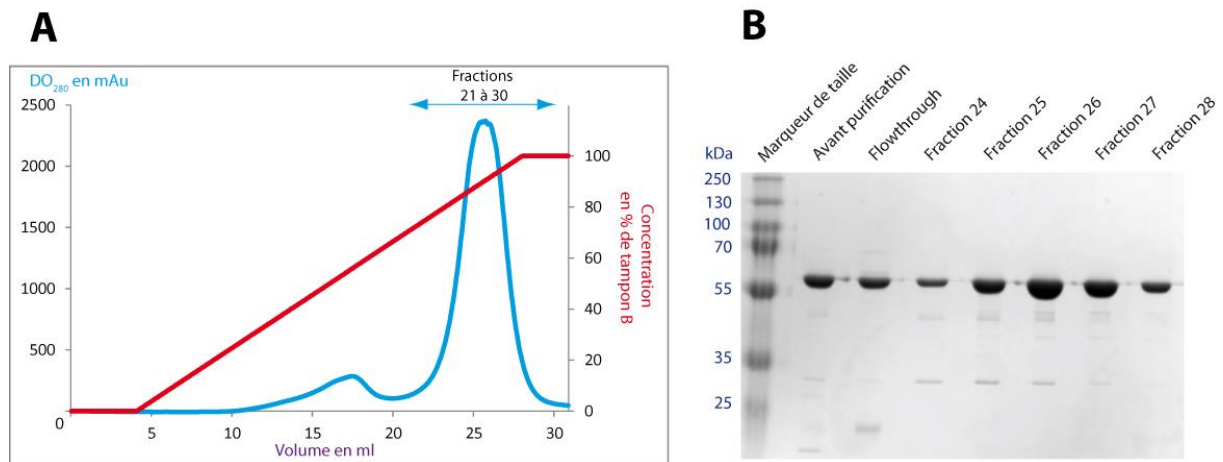 A
DO280 en mAu
Fractions
21 à 30
2500
2000
1500
1000
500
0
100
80
60
40
20
0
Concentration
en % de tampon B
5
10
15
20
25
30
Volume en ml
B
Marqueur de taille
Avant purification
Flowthrough
Fraction 24
Fraction 25
Fraction 26
Fraction 27
Fraction 28
kDa
250
130
100
70
55
35
25